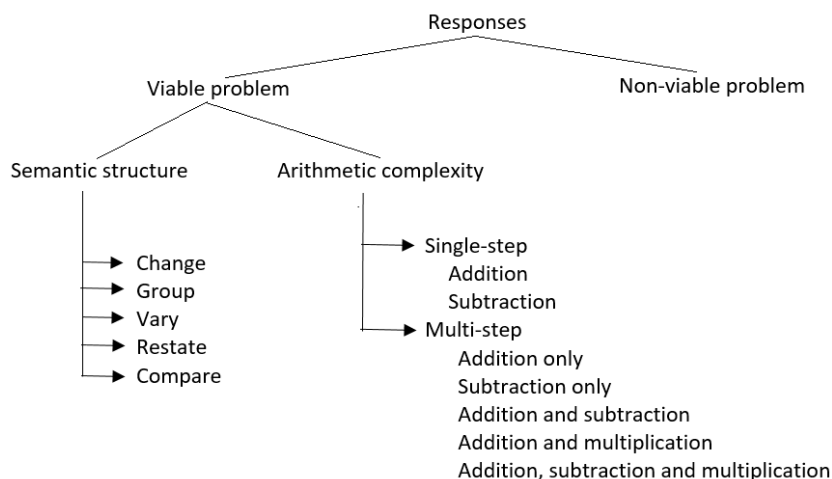 Responses
Viable problem
Non-viable problem
Semantic structure
Arithmetic complexity
Change
Group
Vary
Restate
Compare
Single-step
Addition
Subtraction
Multi-step
Addition only
Subtraction only
Addition and subtraction
Addition and multiplication
Addition, subtraction and multiplication